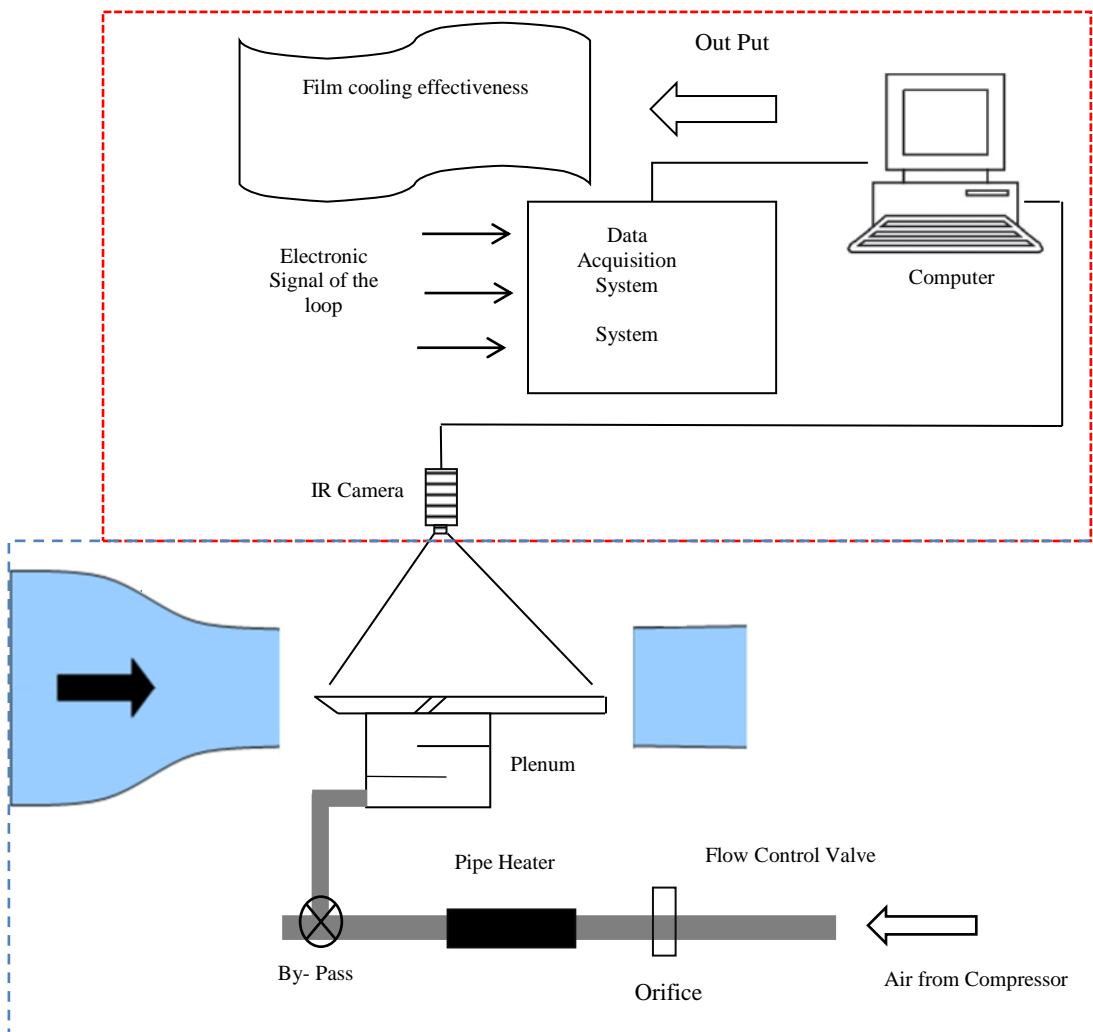 Out Put
Film cooling effectiveness
Data
Acquisition
System
System
Electronic
Signal of the
loop
Computer
IR Camera
Plenum
Pipe Heater
Flow Control Valve
By- Pass
Orifice
Air from Compressor